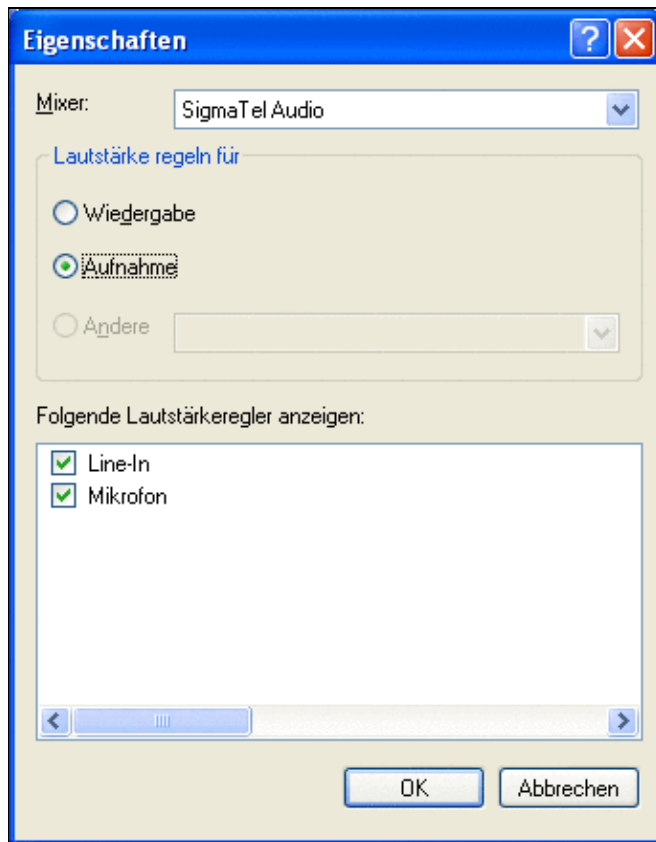 Eigenschaften
Mixer: SigmaTel Audio
Lautstärke regeln für
Wiedergabe
Aufnahme
Andere
Folgende Lautstärkeregler anzeigen:
Line-In
Mikrofon
OK Abbrechen